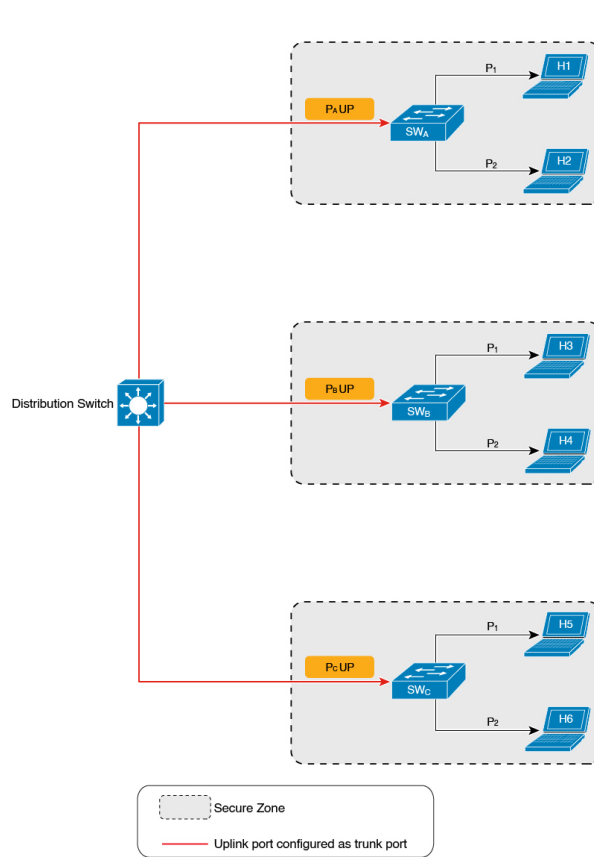 P₁
H1
PA UP
SWA
P₂
H2
P₁
H3
Distribution Switch
PB UP
SWB
P₂
H4
P₁
H5
PC UP
SWC
P₂
H6
Secure Zone
Uplink port configured as trunk port